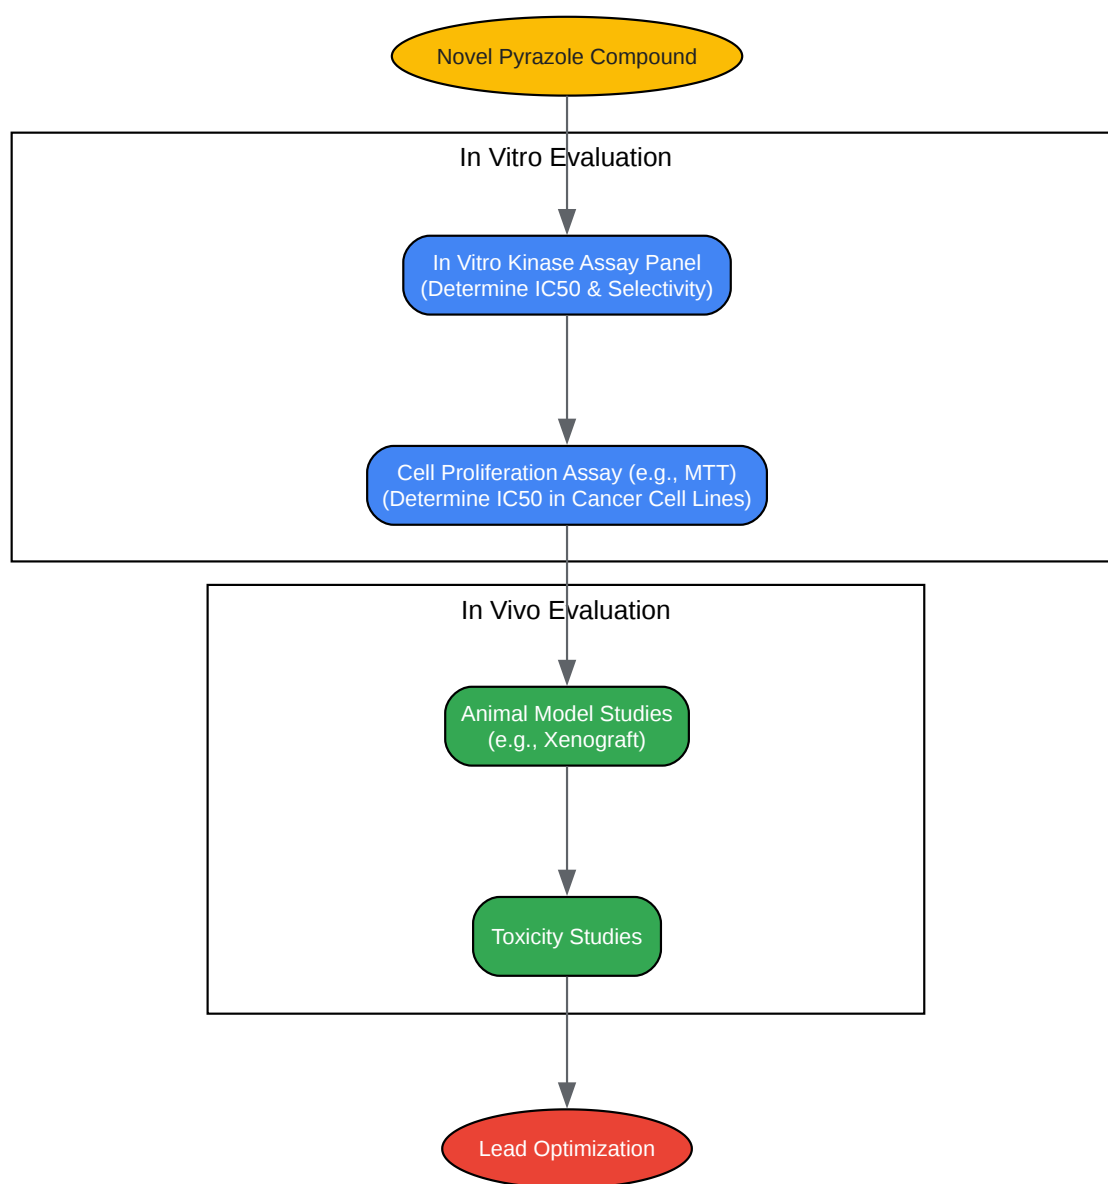 Novel Pyrazole Compound
In Vitro Evaluation
In Vitro Kinase Assay Panel
(Determine IC50 & Selectivity)
Cell Proliferation Assay (e.g., MTT)
(Determine IC50 in Cancer Cell Lines)
In Vivo Evaluation
Animal Model Studies
(e.g., Xenograft)
Toxicity Studies
Lead Optimization